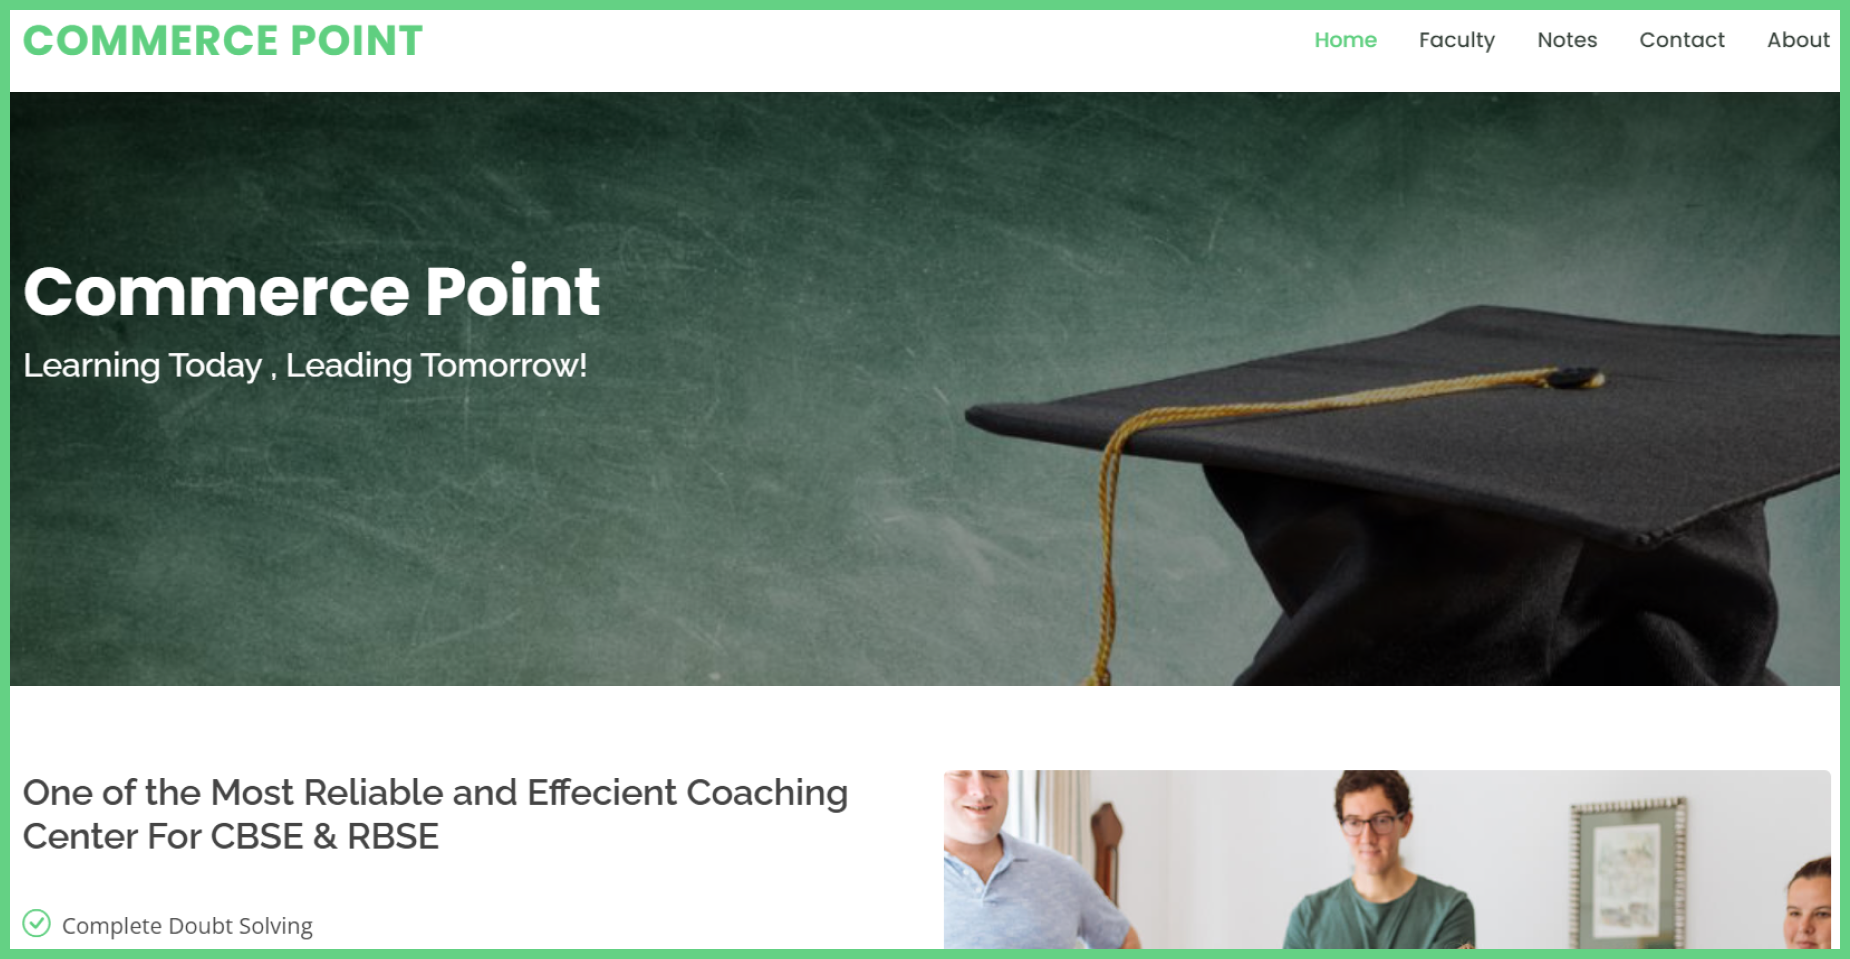 COMMERCE POINT
Home Faculty Notes Contact About
Commerce Point
Learning Today , Leading Tomorrow!
One of the Most Reliable and Effecient Coaching
Center For CBSE & RBSE
Complete Doubt Solving